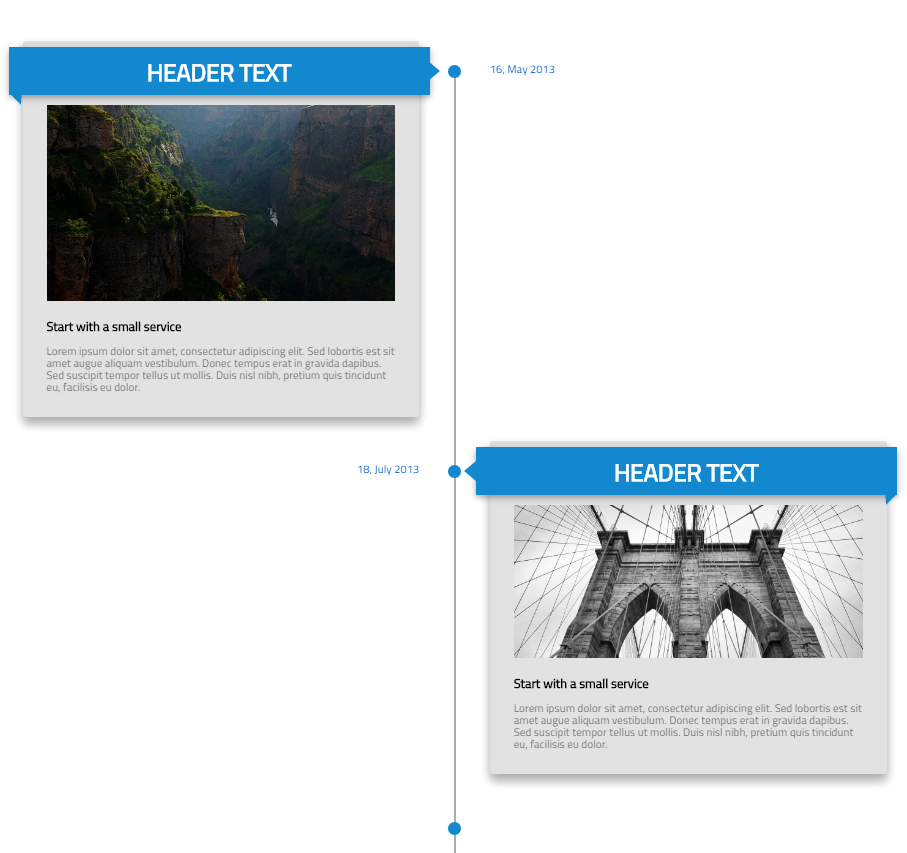 HEADER TEXT
16, May 2013
Start with a small service
Lorem ipsum dolor sit amet, consectetur adipiscing elit. Sed lobortis est sit
amet augue aliquam vestibulum. Donec tempus erat in gravida dapibus.
Sed suscipit tempor tellus ut mollis. Duis nisl nibh, pretium quis tincidunt
eu, facilisis eu dolor.
18, July 2013
HEADER TEXT
Start with a small service
Lorem ipsum dolor sit amet, consectetur adipiscing elit. Sed lobortis est sit
amet augue aliquam vestibulum. Donec tempus erat in gravida dapibus.
Sed suscipit tempor tellus ut mollis. Duis nisl nibh, pretium quis tincidunt
eu, facilisis eu dolor.